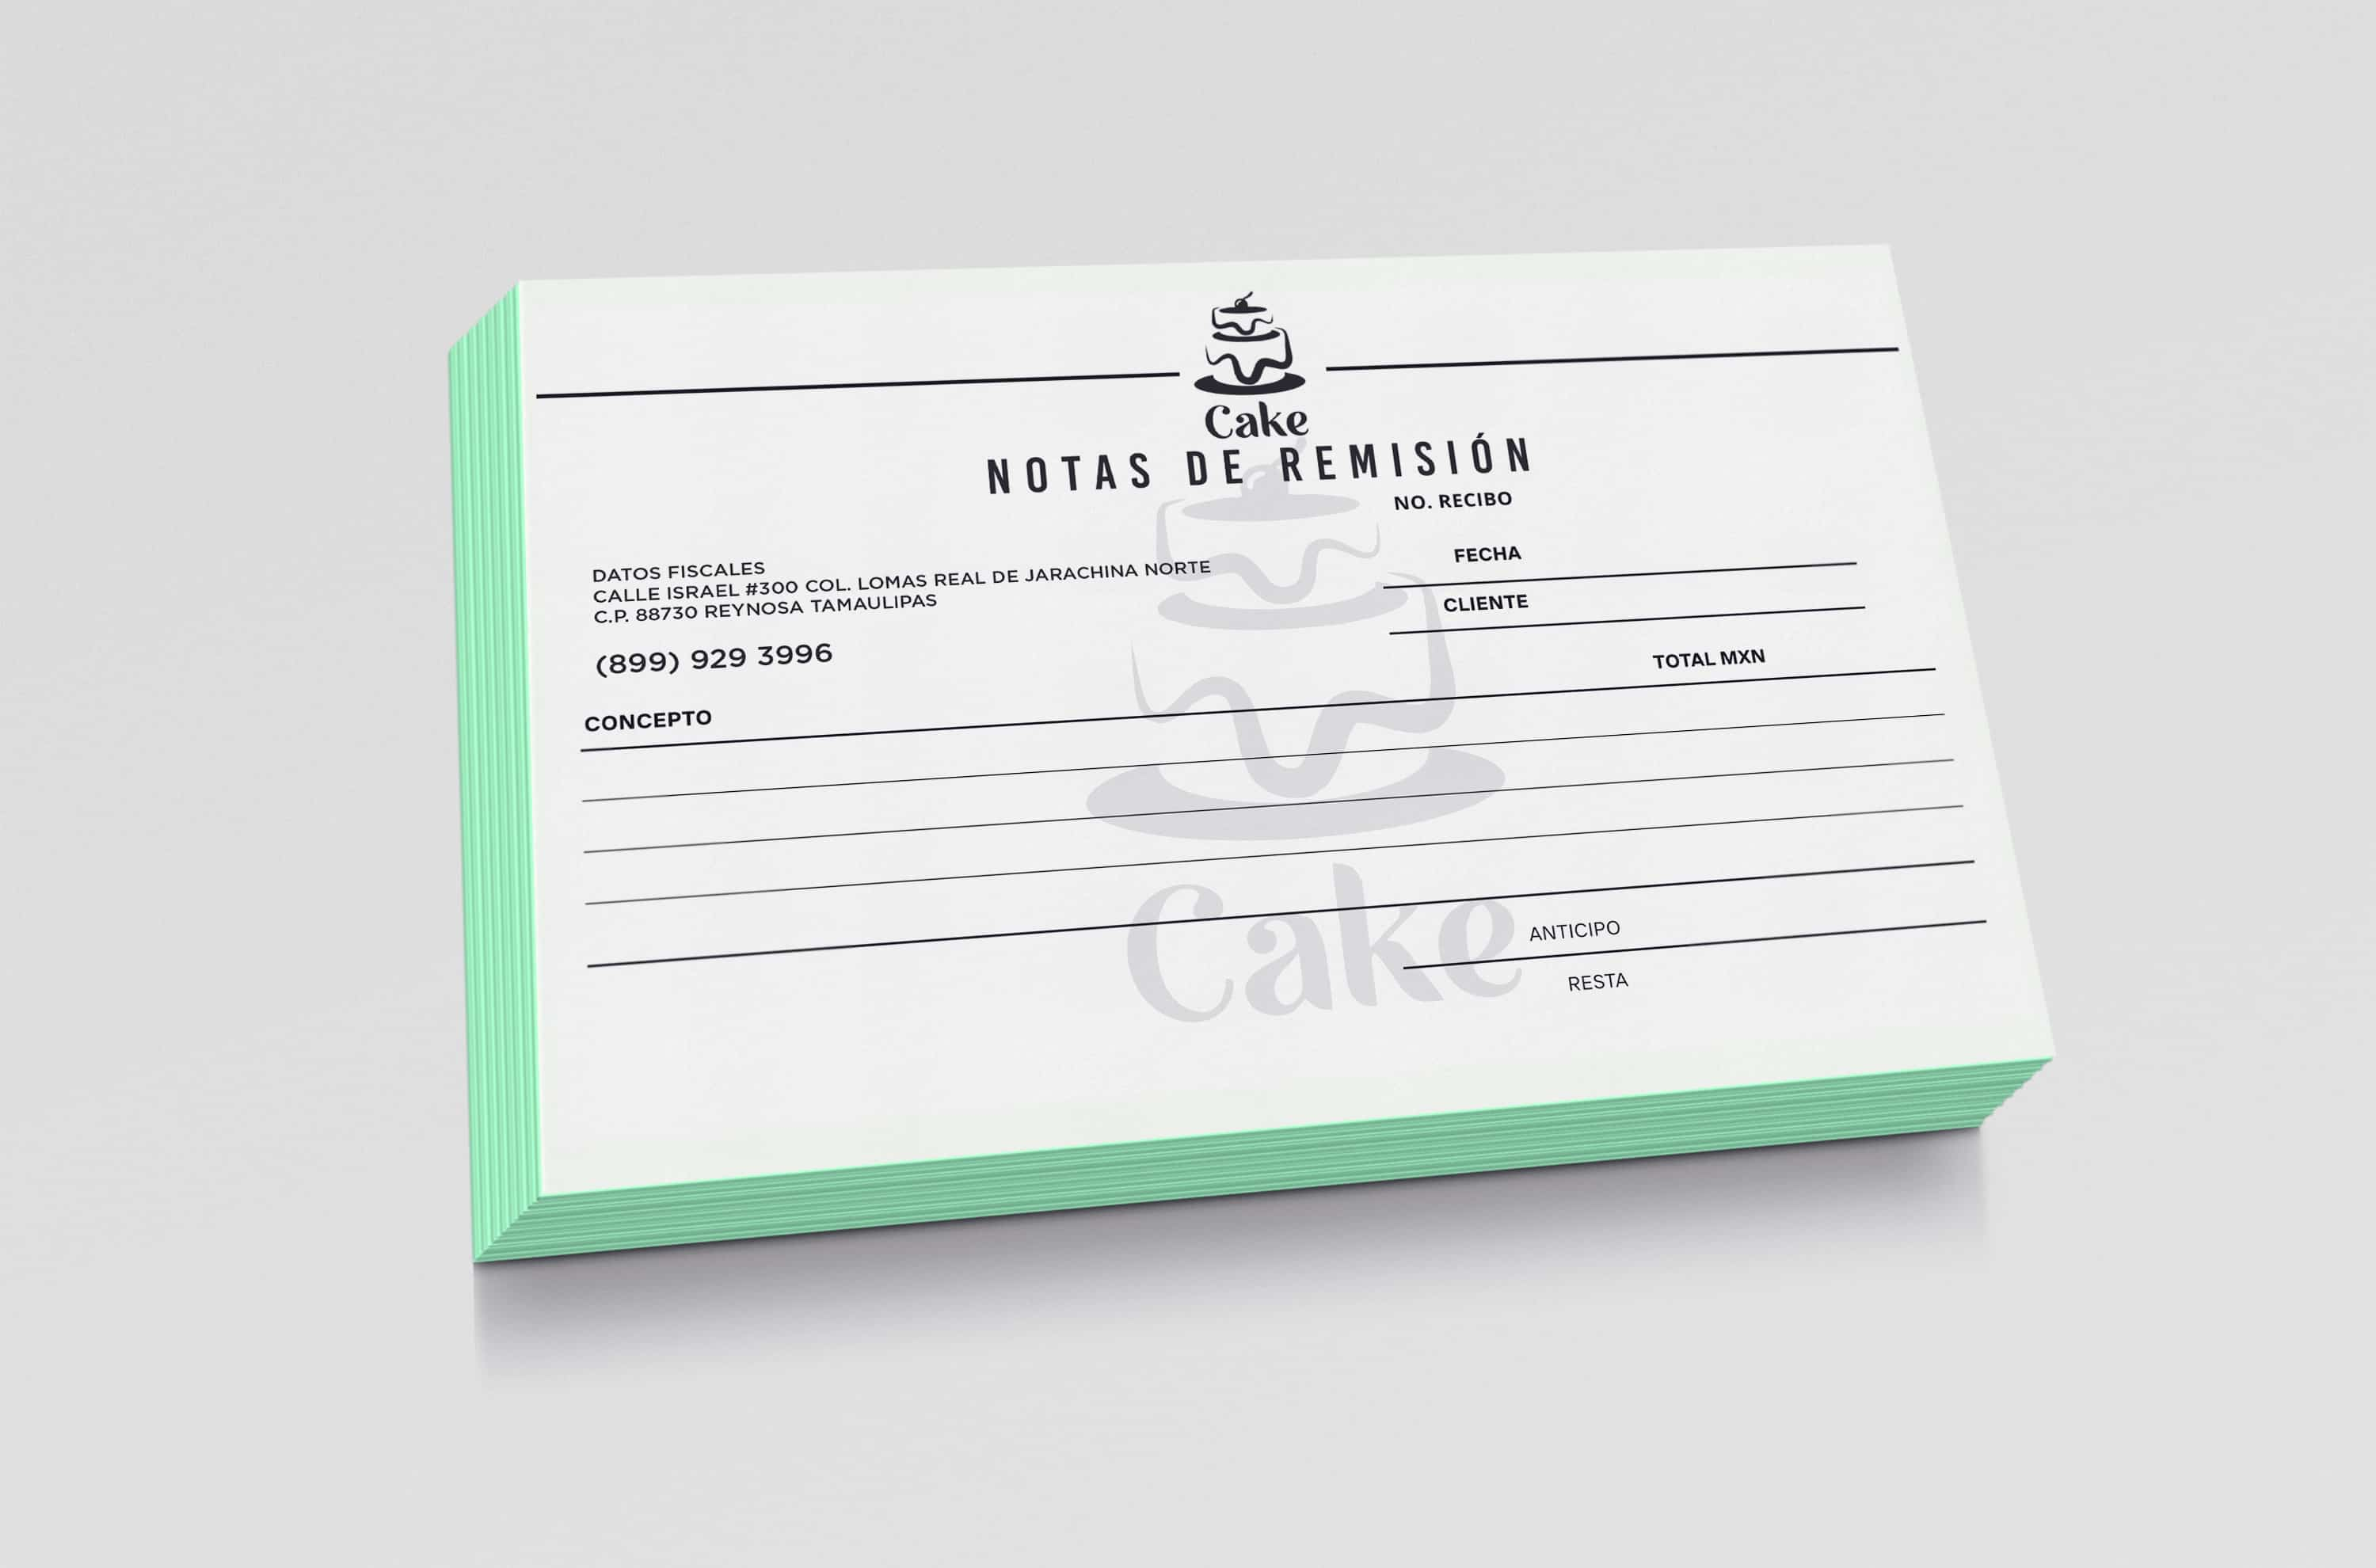 Cake
NOTAS DE REMISIÓN
NO. RECIBO
DATOS FISCALES
CALLE ISRAEL #300 COL. LOMAS REAL DE JARACHINA NORTE
C.P. 88730 REYNOSA TAMAULIPAS
(899) 929 3996
FECHA
CLIENTE
CONCEPTO
TOTAL MXN
Cake
ANTICIPO
RESTA